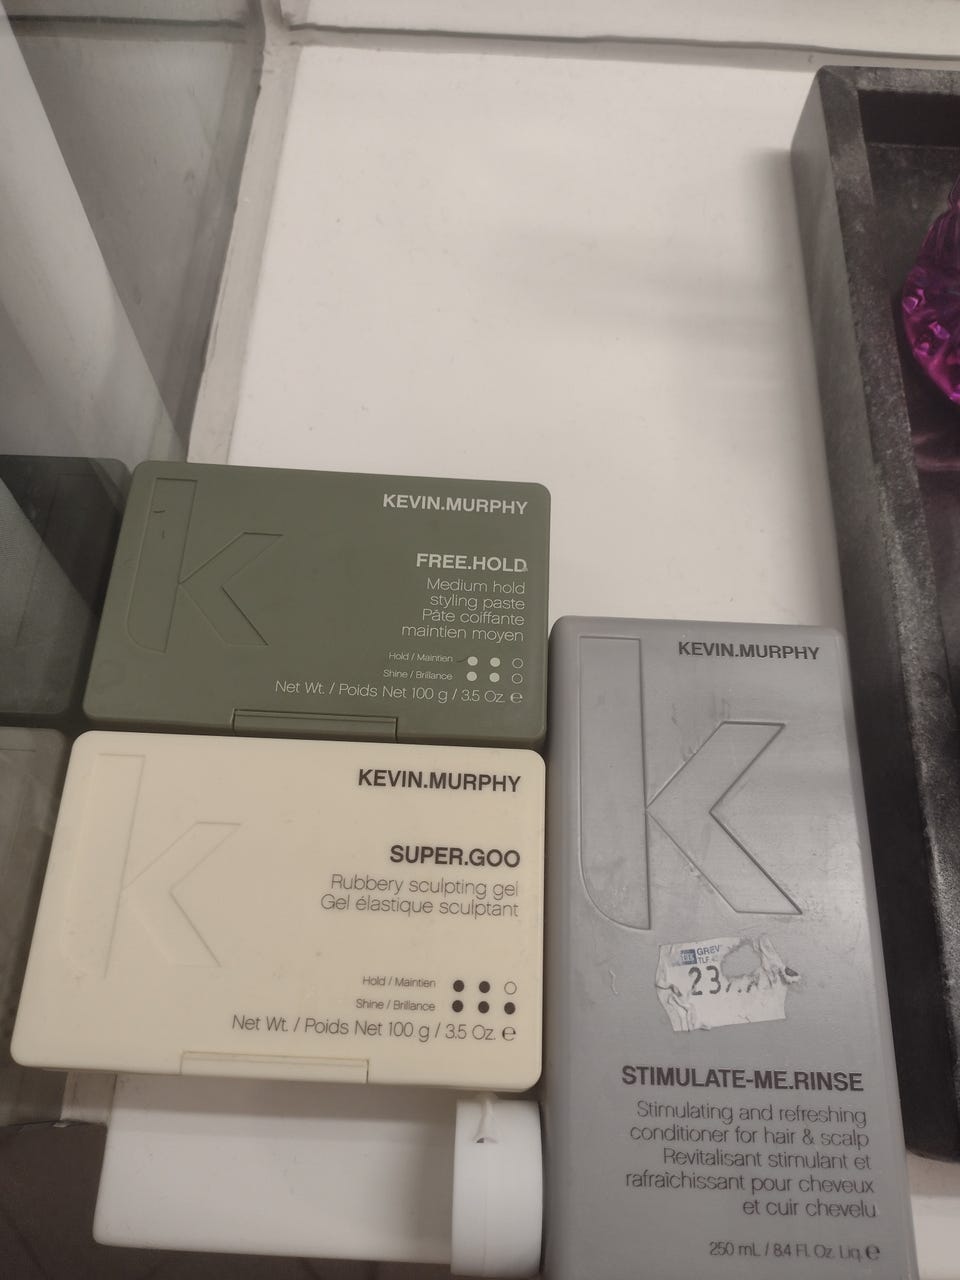 KEVIN.MURPHY
FREE.HOLD
Medium hold
styling paste
Pâte coiffante
maintien moyen
Hold / Maintien
Shine / Brillance
Net Wt. / Poids Net 100 g / 3.5 Oz. ℮
KEVIN.MURPHY
SUPER.GOO
Rubbery sculpting gel
Gel élastique sculptant
Hold / Maintien
Shine / Brillance
Net Wt. / Poids Net 100 g / 3.5 Oz. ℮
KEVIN.MURPHY
STIMULATE-ME.RINSE
Stimulating and refreshing
conditioner for hair & scalp
Revitalisant stimulant et
rafraîchissant pour cheveux
et cuir chevelu
250 mL / 8.4 Fl. Oz. Liq. ℮